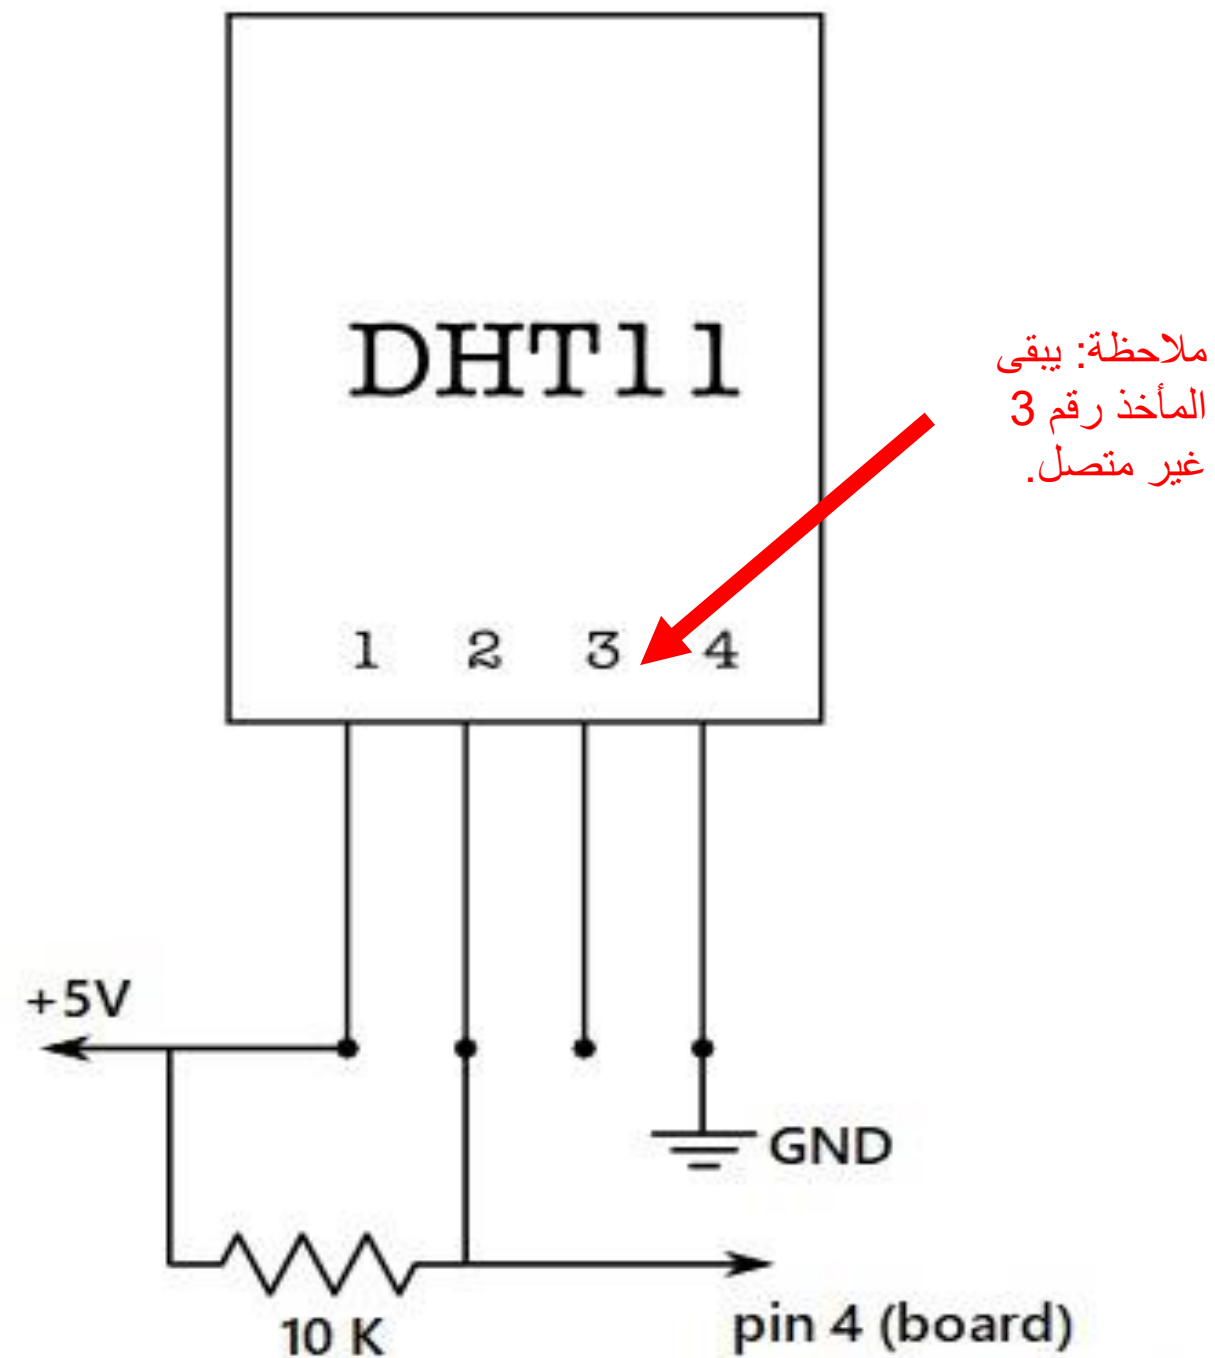 DHT11
ملاحظة: يبقى
المأخذ رقم 3
غير متصل.
1 2 3 4
+5V
GND
10 K
pin 4 (board)